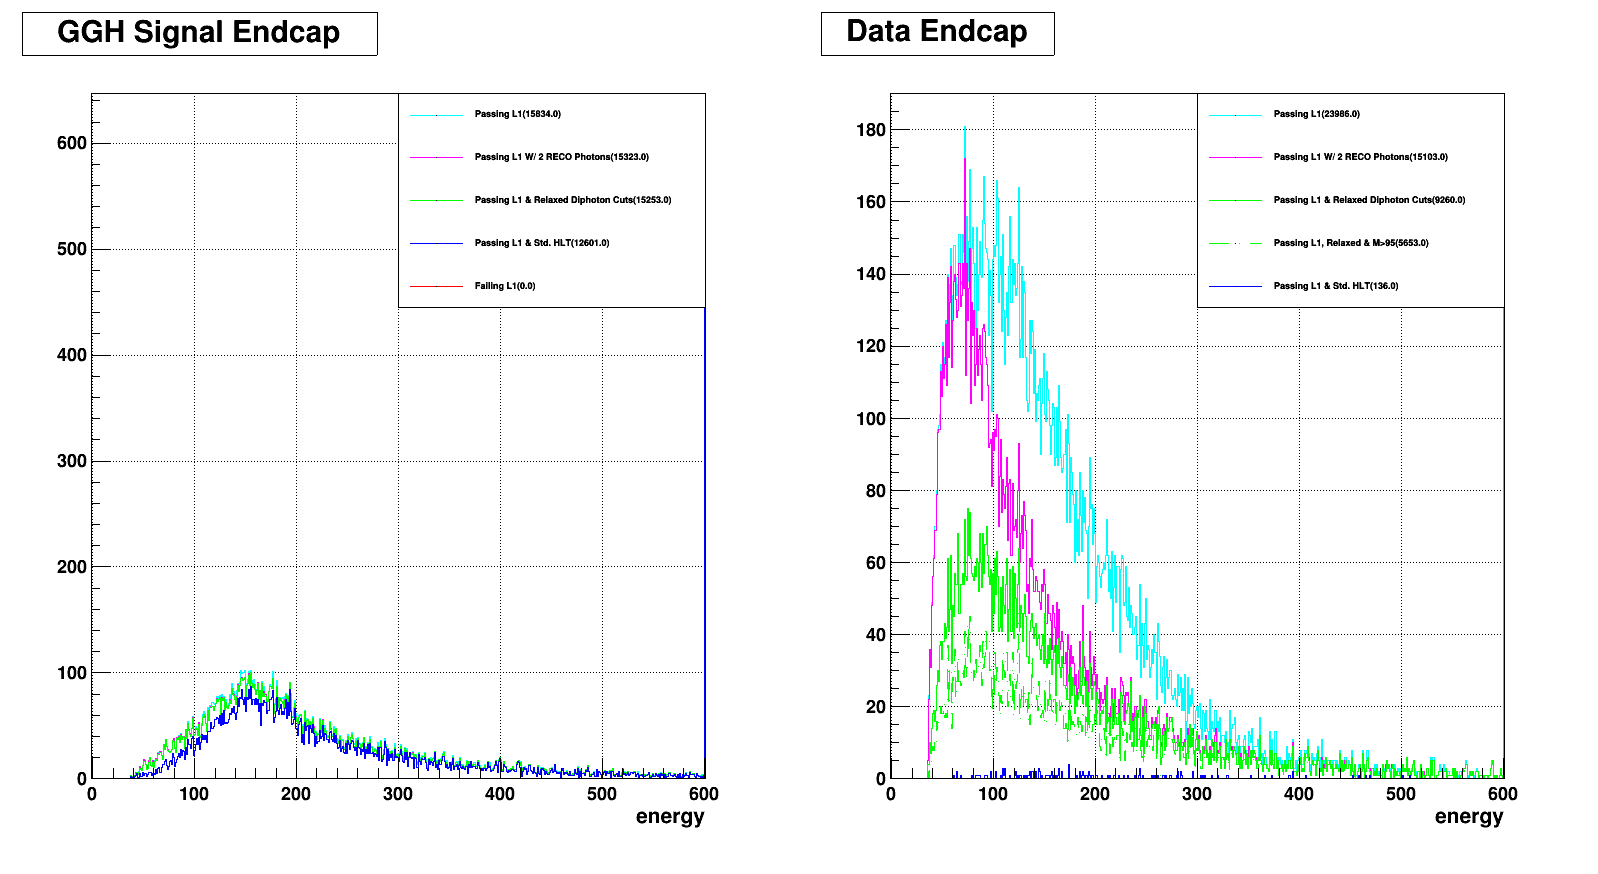 GGH Signal Endcap
Passing L1(15834.0)
Passing L1 W/ 2 RECO Photons(15323.0)
Passing L1 & Relaxed Diphoton Cuts(15253.0)
Passing L1 & Std. HLT(12601.0)
Failing L1(0.0)
600
500
400
300
200
100
0
0 100 200 300 400 500 600
energy
Data Endcap
Passing L1(23986.0)
Passing L1 W/ 2 RECO Photons(15103.0)
Passing L1 & Relaxed Diphoton Cuts(9260.0)
Passing L1, Relaxed & M>95(5653.0)
Passing L1 & Std. HLT(136.0)
180
160
140
120
100
80
60
40
20
0
0 100 200 300 400 500 600
energy